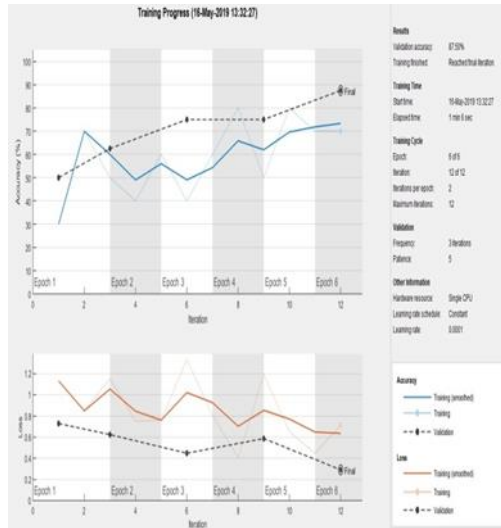 Training Progress (16-May-2019 13:32:27)
Accuracy (%)
100
90
80
70
60
50
40
30
20
10
0
Final
Epoch 1 Epoch 2 Epoch 3 Epoch 4 Epoch 5 Epoch 6
0 2 4 6 8 10 12
Iteration
Loss
1.2
1
0.8
0.6
0.4
0.2
0
Final
Epoch 1 Epoch 2 Epoch 3 Epoch 4 Epoch 5 Epoch 6
0 2 4 6 8 10 12
Iteration
Results
Validation accuracy: 87.50%
Training finished: Reached final iteration
Training Time
Start time: 16-May-2019 13:32:27
Elapsed time: 1 min 6 sec
Training Cycle
Epoch: 6 of 6
Iteration: 12 of 12
Iterations per epoch: 2
Maximum iterations: 12
Validation
Frequency: 3 iterations
Patience: 5
Other Information
Hardware resource: Single CPU
Learning rate schedule: Constant
Learning rate: 0.0001
Accuracy
Training (smoothed)
Training
Validation
Loss
Training (smoothed)
Training
Validation